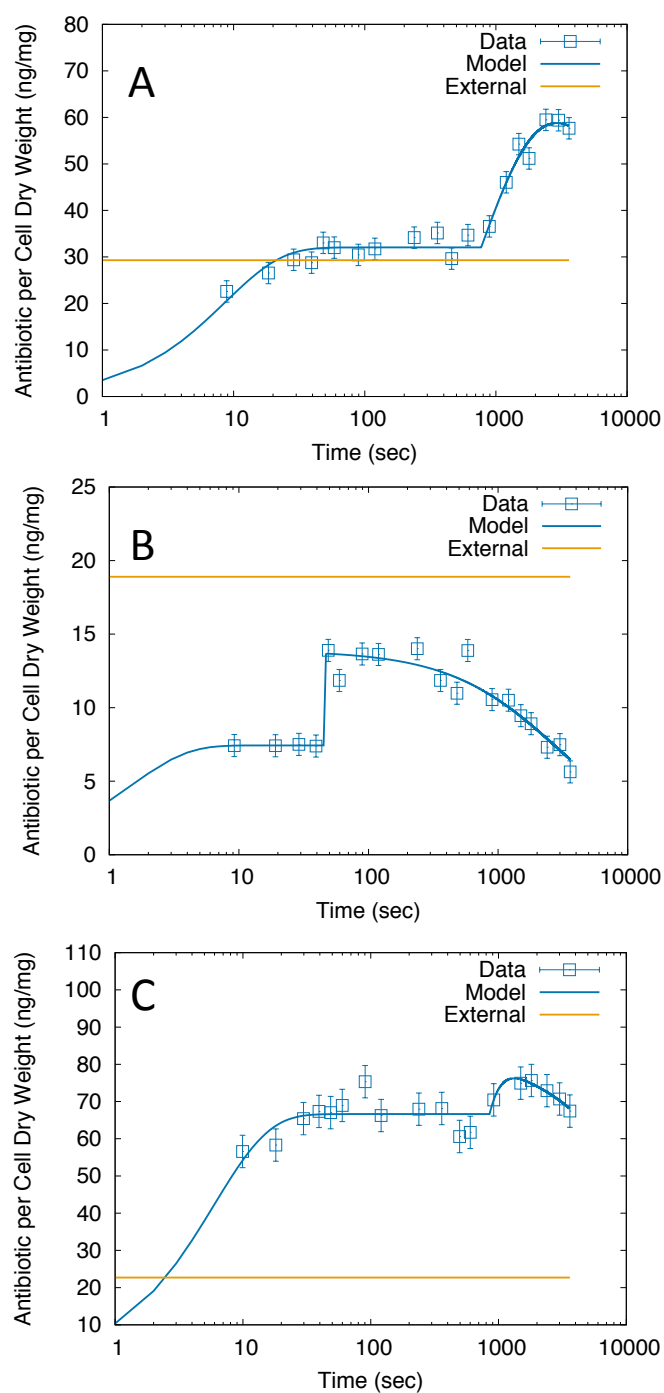 A
Data
Model
External
Antibiotic per Cell Dry Weight (ng/mg)
80
70
60
50
40
30
20
10
0
1 10 100 1000 10000
Time (sec)
B
Data
Model
External
Antibiotic per Cell Dry Weight (ng/mg)
25
20
15
10
5
0
1 10 100 1000 10000
Time (sec)
C
Data
Model
External
Antibiotic per Cell Dry Weight (ng/mg)
110
100
90
80
70
60
50
40
30
20
10
1 10 100 1000 10000
Time (sec)